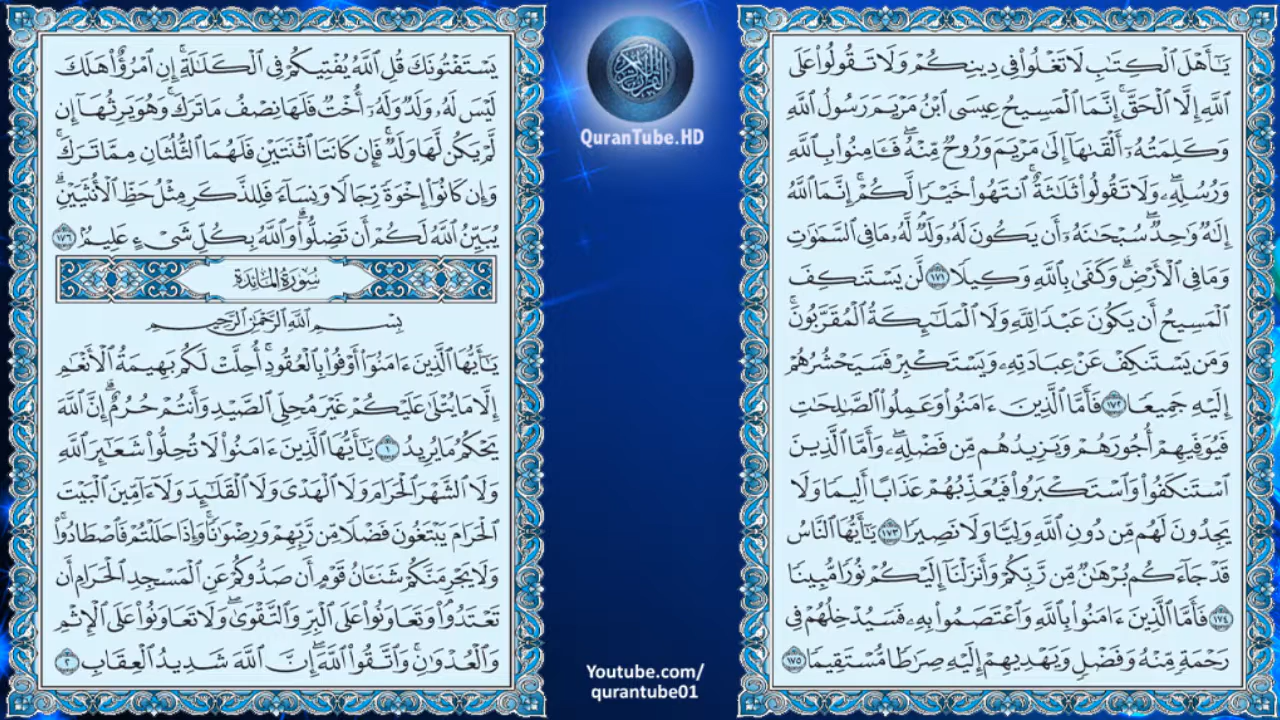 يَٰٓأَهْلَ ٱلْكِتَٰبِ لَا تَغْلُوا۟ فِى دِينِكُمْ وَلَا تَقُولُوا۟ عَلَى
ٱللَّهِ إِلَّا ٱلْحَقَّ ۚ إِنَّمَا ٱلْمَسِيحُ عِيسَى ٱبْنُ مَرْيَمَ رَسُولُ ٱللَّهِ
وَكَلِمَتُهُۥٓ أَلْقَىٰهَآ إِلَىٰ مَرْيَمَ وَرُوحٌ مِّنْهُ ۖ فَـَٔامِنُوا۟ بِٱللَّهِ
وَرُسُلِهِۦ ۖ وَلَا تَقُولُوا۟ ثَلَٰثَةٌ ۚ ٱنتَهُوا۟ خَيْرًا لَّكُمْ ۚ إِنَّمَا ٱللَّهُ
إِلَٰهٌ وَٰحِدٌ ۖ سُبْحَٰنَهُۥٓ أَن يَكُونَ لَهُۥ وَلَدٌ ۘ لَّهُۥ مَا فِى ٱلسَّمَٰوَٰتِ
وَمَا فِى ٱلْأَرْضِ ۗ وَكَفَىٰ بِٱللَّهِ وَكِيلًا ١٧١ لَّن يَسْتَنكِفَ
ٱلْمَسِيحُ أَن يَكُونَ عَبْدًا لِّلَّهِ وَلَا ٱلْمَلَٰٓئِكَةُ ٱلْمُقَرَّبُونَ ۚ
وَمَن يَسْتَنكِفْ عَنْ عِبَادَتِهِۦ وَيَسْتَكْبِرْ فَسَيَحْشُرُهُمْ
إِلَيْهِ جَمِيعًا ١٧٢ فَأَمَّا ٱلَّذِينَ ءَامَنُوا۟ وَعَمِلُوا۟ ٱلصَّٰلِحَٰتِ
فَيُوَفِّيهِمْ أُجُورَهُمْ وَيَزِيدُهُم مِّن فَضْلِهِۦ ۖ وَأَمَّا ٱلَّذِينَ
ٱسْتَنكَفُوا۟ وَٱسْتَكْبَرُوا۟ فَيُعَذِّبُهُمْ عَذَابًا أَلِيمًا وَلَا
يَجِدُونَ لَهُم مِّن دُونِ ٱللَّهِ وَلِيًّا وَلَا نَصِيرًا ١٧٣ يَٰٓأَيُّهَا ٱلنَّاسُ
قَدْ جَآءَكُم بُرْهَٰنٌ مِّن رَّبِّكُمْ وَأَنزَلْنَآ إِلَيْكُمْ نُورًا مُّبِينًا
١٧٤ فَأَمَّا ٱلَّذِينَ ءَامَنُوا۟ بِٱللَّهِ وَٱعْتَصَمُوا۟ بِهِۦ فَسَيُدْخِلُهُمْ فِى
رَحْمَةٍ مِّنْهُ وَفَضْلٍ وَيَهْدِيهِمْ إِلَيْهِ صِرَٰطًا مُّسْتَقِيمًا ١٧٥
QuranTube.HD
Youtube.com/
qurantube01
يَسْتَفْتُونَكَ قُلِ ٱللَّهُ يُفْتِيكُمْ فِى ٱلْكَلَٰلَةِ ۚ إِنِ ٱمْرُؤٌا۟ هَلَكَ
لَيْسَ لَهُۥ وَلَدٌ وَلَهُۥٓ أُخْتٌ فَلَهَا نِصْفُ مَا تَرَكَ ۚ وَهُوَ يَرِثُهَآ إِن
لَّمْ يَكُن لَّهَا وَلَدٌ ۚ فَإِن كَانَتَا ٱثْنَتَيْنِ فَلَهُمَا ٱلثُّلُثَانِ مِمَّا تَرَكَ ۚ
وَإِن كَانُوٓا۟ إِخْوَةً رِّجَالًا وَنِسَآءً فَلِلذَّكَرِ مِثْلُ حَظِّ ٱلْأُنثَيَيْنِ ۗ
يُبَيِّنُ ٱللَّهُ لَكُمْ أَن تَضِلُّوا۟ ۗ وَٱللَّهُ بِكُلِّ شَىْءٍ عَلِيمٌۢ ١٧٦
سُورَةُ المَائِدَةِ
بِسْمِ ٱللَّهِ ٱلرَّحْمَٰنِ ٱلرَّحِيمِ
يَٰٓأَيُّهَا ٱلَّذِينَ ءَامَنُوٓا۟ أَوْفُوا۟ بِٱلْعُقُودِ ۚ أُحِلَّتْ لَكُم بَهِيمَةُ ٱلْأَنْعَٰمِ
إِلَّا مَا يُتْلَىٰ عَلَيْكُمْ غَيْرَ مُحِلِّى ٱلصَّيْدِ وَأَنتُمْ حُرُمٌ ۗ إِنَّ ٱللَّهَ
يَحْكُمُ مَا يُرِيدُ ١ يَٰٓأَيُّهَا ٱلَّذِينَ ءَامَنُوا۟ لَا تُحِلُّوا۟ شَعَٰٓئِرَ ٱللَّهِ
وَلَا ٱلشَّهْرَ ٱلْحَرَامَ وَلَا ٱلْهَدْىَ وَلَا ٱلْقَلَٰٓئِدَ وَلَآ ءَآمِّينَ ٱلْبَيْتَ
ٱلْحَرَامَ يَبْتَغُونَ فَضْلًا مِّن رَّبِّهِمْ وَرِضْوَٰنًا ۚ وَإِذَا حَلَلْتُمْ فَٱصْطَادُوا۟ ۚ
وَلَا يَجْرِمَنَّكُمْ شَنَـَٔانُ قَوْمٍ أَن صَدُّوكُمْ عَنِ ٱلْمَسْجِدِ ٱلْحَرَامِ أَن
تَعْتَدُوا۟ ۘ وَتَعَاوَنُوا۟ عَلَى ٱلْبِرِّ وَٱلتَّقْوَىٰ ۖ وَلَا تَعَاوَنُوا۟ عَلَى ٱلْإِثْمِ
وَٱلْعُدْوَٰنِ ۚ وَٱتَّقُوا۟ ٱللَّهَ ۖ إِنَّ ٱللَّهَ شَدِيدُ ٱلْعِقَابِ ٢